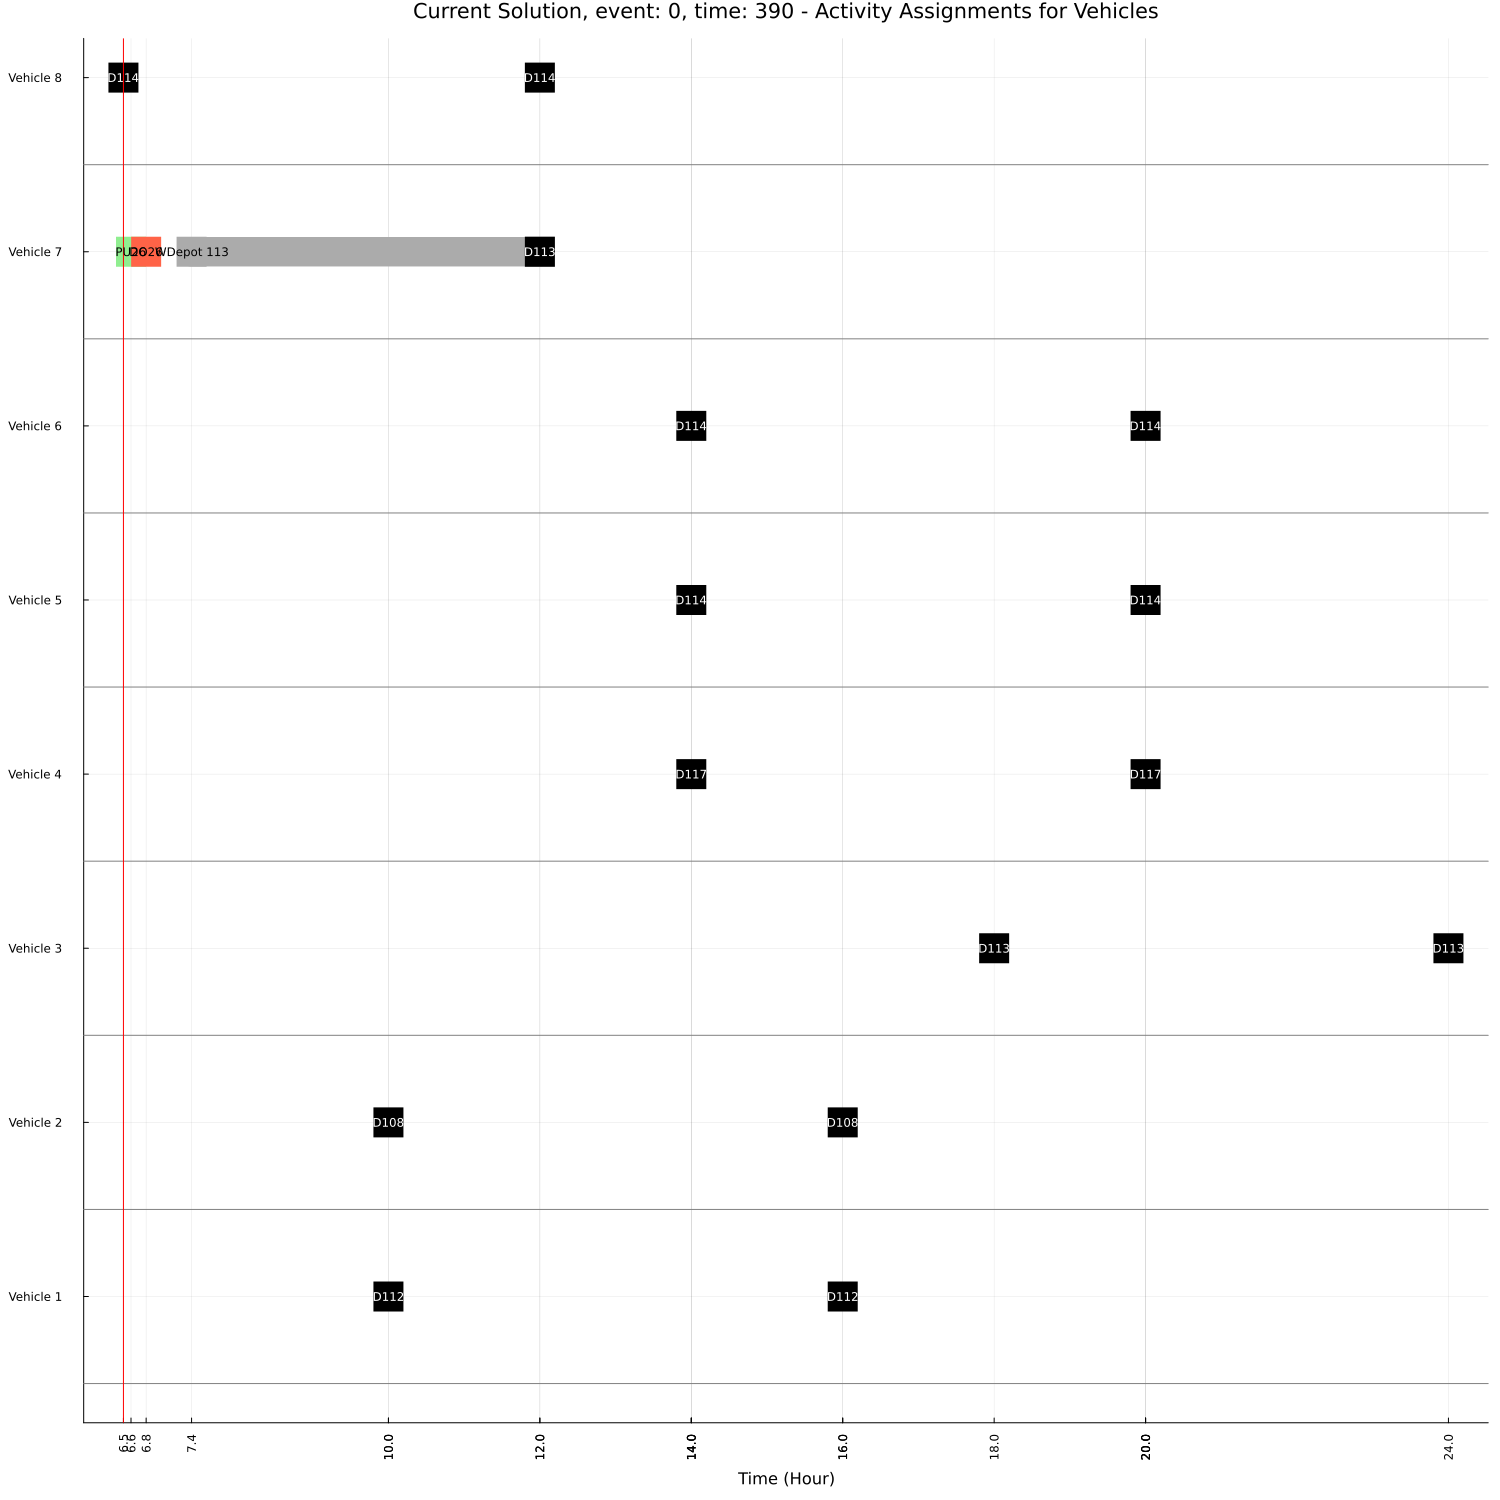 Current Solution, event: 0, time: 390 - Activity Assignments for Vehicles
Vehicle 8
D114
D114
Vehicle 7
PU26
DO26
WDepot 113
D113
Vehicle 6
D114
D114
Vehicle 5
D114
D114
Vehicle 4
D117
D117
Vehicle 3
D113
D113
Vehicle 2
D108
D108
Vehicle 1
D112
D112
6.5
6.6
6.8
7.4
10.0
12.0
14.0
16.0
18.0
20.0
24.0
Time (Hour)